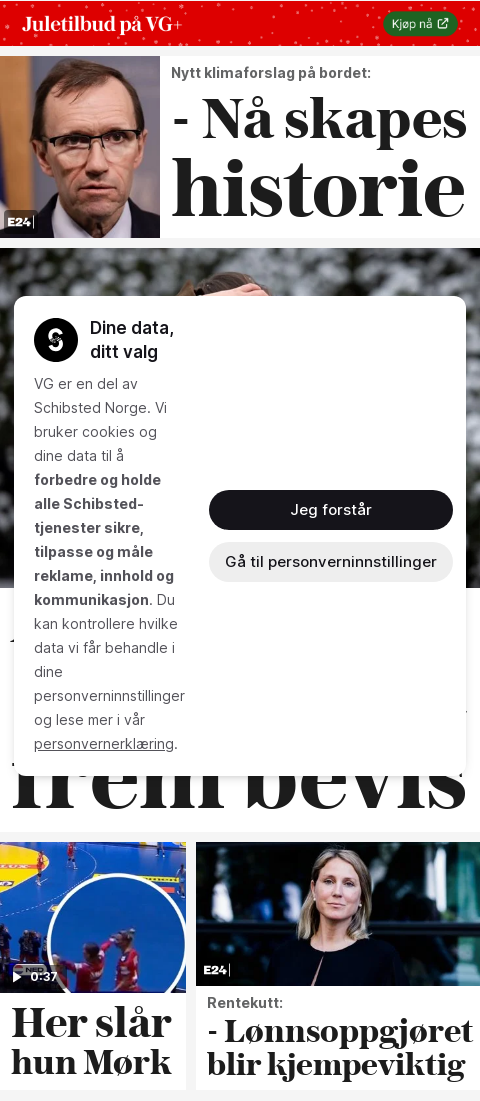 Juletilbud på VG+
Kjøp nå
Nytt klimaforslag på bordet:
- Nå skapes
historie
E24
Dine data,
ditt valg
VG er en del av
Schibsted Norge. Vi
bruker cookies og
dine data til å
forbedre og holde
alle Schibsted-
tjenester sikre,
tilpasse og måle
reklame, innhold og
kommunikasjon. Du
kan kontrollere hvilke
data vi får behandle i
dine
personverninnstillinger
og lese mer i vår
personvernerklæring.
Jeg forstår
Gå til personverninnstillinger
frem bevis
0:37
Her slår
hun Mørk
E24
Rentekutt:
- Lønnsoppgjøret
blir kjempeviktig